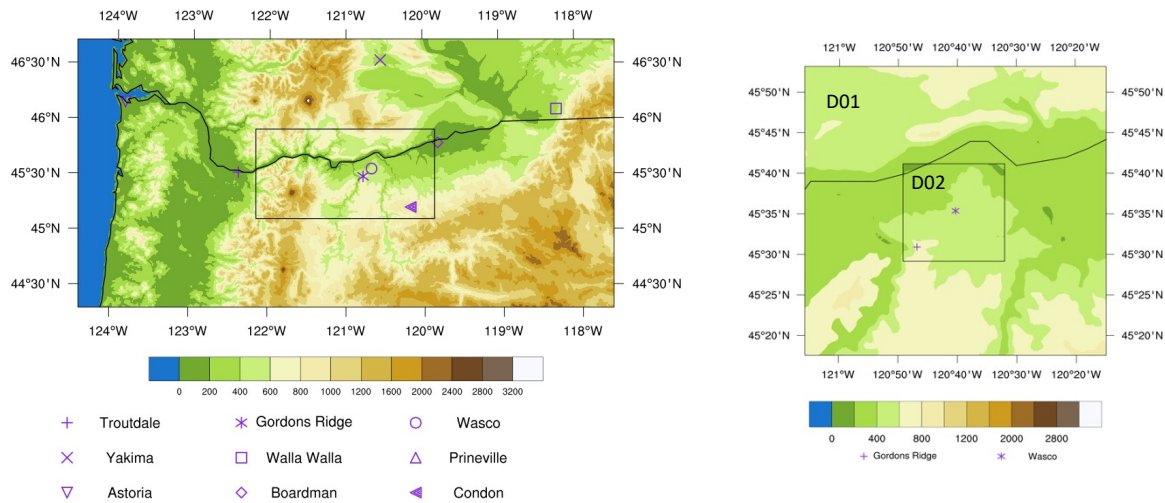 124°W 123°W 122°W 121°W 120°W 119°W 118°W
46°30'N 46°30'N
46°N 46°N
45°30'N 45°30'N
45°N 45°N
44°30'N 44°30'N
124°W 123°W 122°W 121°W 120°W 119°W 118°W
0 200 400 600 800 1000 1200 1600 2000 2400 2800 3200
Troutdale Gordons Ridge Wasco
Yakima Walla Walla Prineville
Astoria Boardman Condon
121°W 120°50'W 120°40'W 120°30'W 120°20'W
D01
45°50'N 45°50'N
45°45'N 45°45'N
45°40'N 45°40'N
D02
45°35'N 45°35'N
45°30'N 45°30'N
45°25'N 45°25'N
45°20'N 45°20'N
121°W 120°50'W 120°40'W 120°30'W 120°20'W
0 400 800 1200 2000 2800
Gordons Ridge Wasco